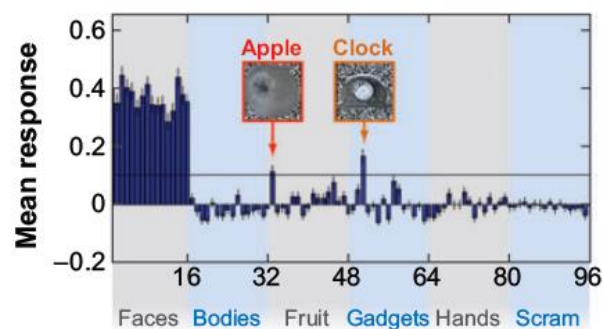 0.6
Apple
Clock
0.4
Mean response
0.2
0
–0.2
16 32 48 64 80 96
Faces Bodies Fruit Gadgets Hands Scram